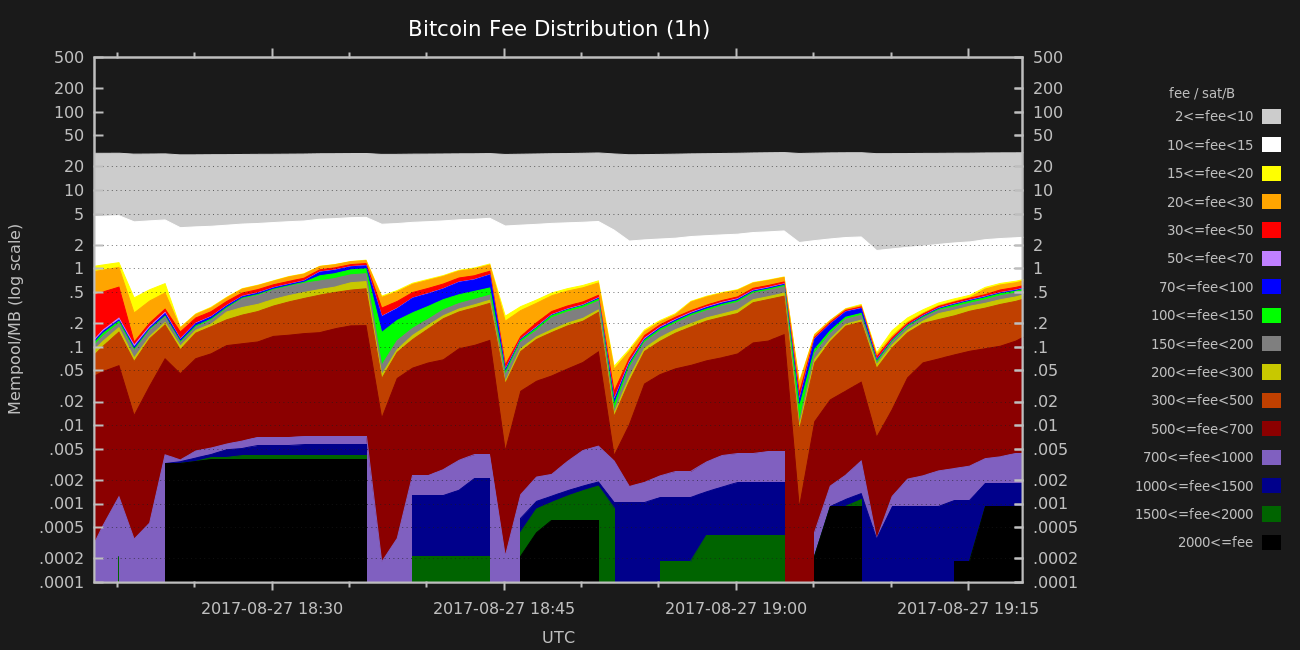 Bitcoin Fee Distribution (1h)
500 500
200 200
100 100
50 50
20 20
10 10
5 5
2 2
1 1
.5 .5
.2 .2
.1 .1
.05 .05
.02 .02
.01 .01
.005 .005
.002 .002
.001 .001
.0005 .0005
.0002 .0002
.0001 .0001
Mempool/MB (log scale)
2017-08-27 18:30 2017-08-27 18:45 2017-08-27 19:00 2017-08-27 19:15
UTC
fee / sat/B
2<=fee<10
10<=fee<15
15<=fee<20
20<=fee<30
30<=fee<50
50<=fee<70
70<=fee<100
100<=fee<150
150<=fee<200
200<=fee<300
300<=fee<500
500<=fee<700
700<=fee<1000
1000<=fee<1500
1500<=fee<2000
2000<=fee